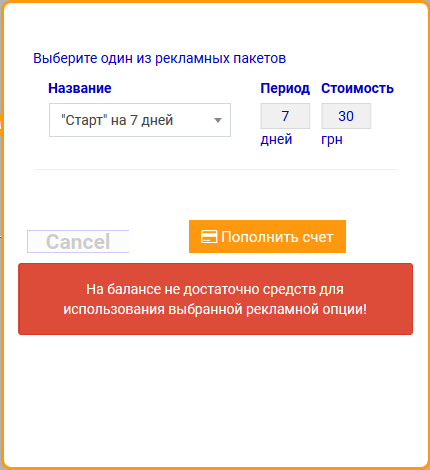 Выберите один из рекламных пакетов
Название Период Стоимость
"Старт" на 7 дней 7 30
дней грн
Cancel Пополнить счет
На балансе не достаточно средств для
использования выбранной рекламной опции!